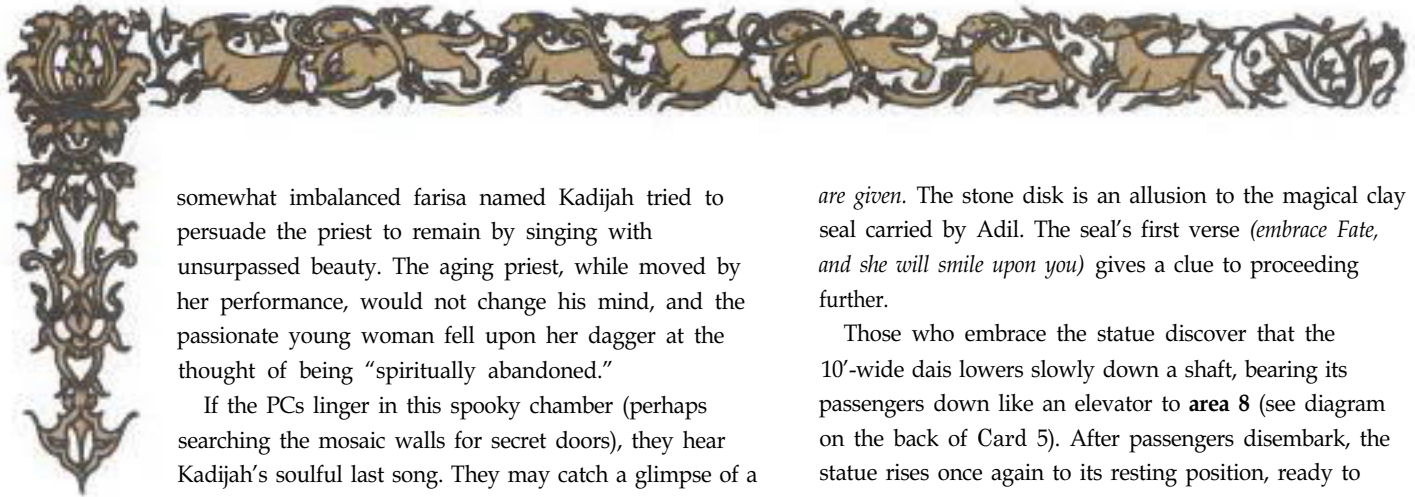 somewhat imbalanced farisa named Kadijah tried to
persuade the priest to remain by singing with
unsurpassed beauty. The aging priest, while moved by
her performance, would not change his mind, and the
passionate young woman fell upon her dagger at the
thought of being “spiritually abandoned.”
If the PCs linger in this spooky chamber (perhaps
searching the mosaic walls for secret doors), they hear
Kadijah’s soulful last song. They may catch a glimpse of a
are given. The stone disk is an allusion to the magical clay
seal carried by Adil. The seal’s first verse (embrace Fate,
and she will smile upon you) gives a clue to proceeding
further.
Those who embrace the statue discover that the
10′-wide dais lowers slowly down a shaft, bearing its
passengers down like an elevator to area 8 (see diagram
on the back of Card 5). After passengers disembark, the
statue rises once again to its resting position, ready to